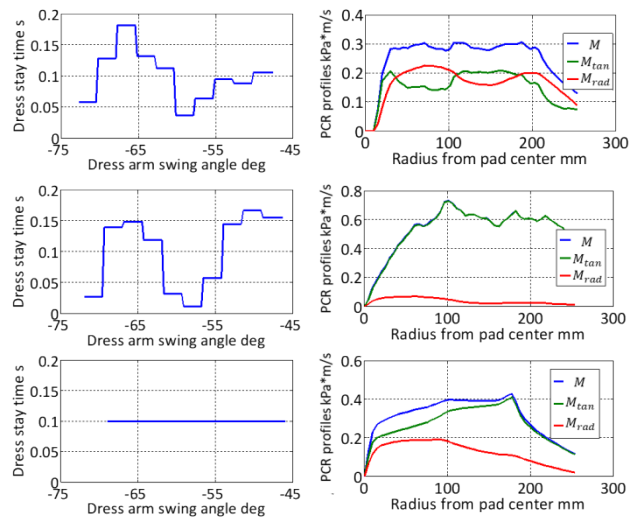 Dress stay time s
0.2
0.15
0.1
0.05
0
-75 -65 -55 -45
Dress arm swing angle deg
PCR profiles kPa*m/s
0.4
0.3
0.2
0.1
0
0 100 200 300
Radius from pad center mm
M
M_tan
M_rad
Dress stay time s
0.2
0.15
0.1
0.05
0
-75 -65 -55 -45
Dress arm swing angle deg
PCR profiles kPa*m/s
0.8
0.6
0.4
0.2
0
0 100 200 300
Radius from pad center mm
M
M_tan
M_rad
Dress stay time s
0.2
0.15
0.1
0.05
0
-75 -65 -55 -45
Dress arm swing angle deg
PCR profiles kPa*m/s
0.6
0.4
0.2
0
0 100 200 300
Radius from pad center mm
M
M_tan
M_rad